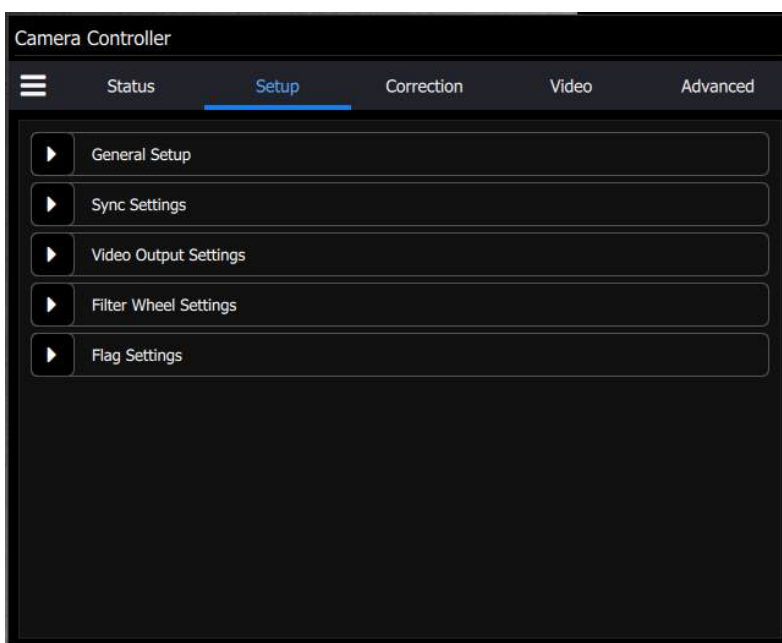 Camera Controller
Status Setup Correction Video Advanced
General Setup
Sync Settings
Video Output Settings
Filter Wheel Settings
Flag Settings